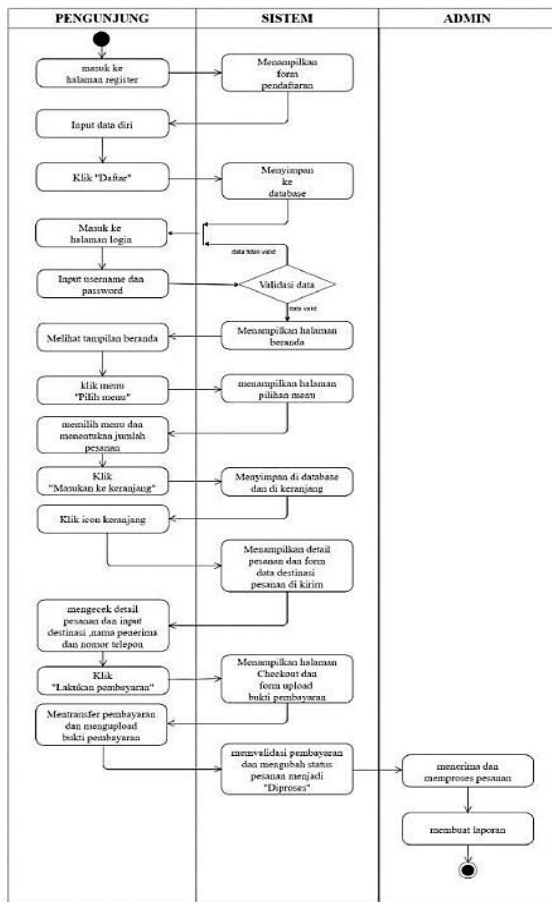 PENGUNJUNG
SISTEM
ADMIN
masuk ke
halaman register
Menampilkan
form
pendaftaran
Input data diri
Klik "Daftar"
Menyimpan
ke
database
Masuk ke
halaman login
data tidak valid
Input username dan
password
Validasi data
data valid
Melihat tampilan beranda
Menampilkan halaman
beranda
klik menu
"Pilih menu"
menampilkan halaman
pilihan menu
memilih menu dan
menentukan jumlah
pesanan
Klik
"Masukan ke keranjang"
Menyimpan di database
dan di keranjang
Klik icon keranjang
Menampilkan detail
pesanan dan form
data destinasi
pesanan di kirim
mengecek detail
pesanan dan input
destinasi ,nama penerima
dan nomor telepon
Klik
"Lakukan pembayaran"
Menampilkan halaman
Checkout dan
form upload
bukti pembayaran
Mentransfer pembayaran
dan mengupload
bukti pembayaran
memvalidasi pembayaran
dan mengubah status
pesanan menjadi
"Diproses"
menerima dan
memproses pesanan
membuat laporan